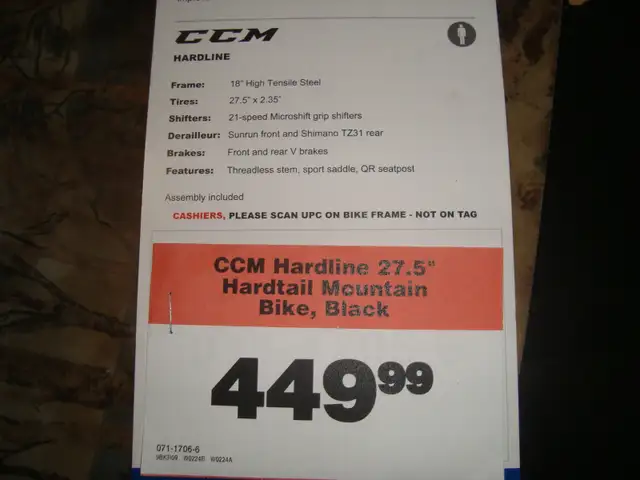 CCM
HARDLINE
Frame: 18" High Tensile Steel
Tires: 27.5" x 2.35"
Shifters: 21-speed Microshift grip shifters
Derailleur: Sunrun front and Shimano TZ31 rear
Brakes: Front and rear V brakes
Features: Threadless stem, sport saddle, QR seatpost
Assembly included
CASHIERS, PLEASE SCAN UPC ON BIKE FRAME - NOT ON TAG
CCM Hardline 27.5"
Hardtail Mountain
Bike, Black
449.99
071-1706-6
W0224A